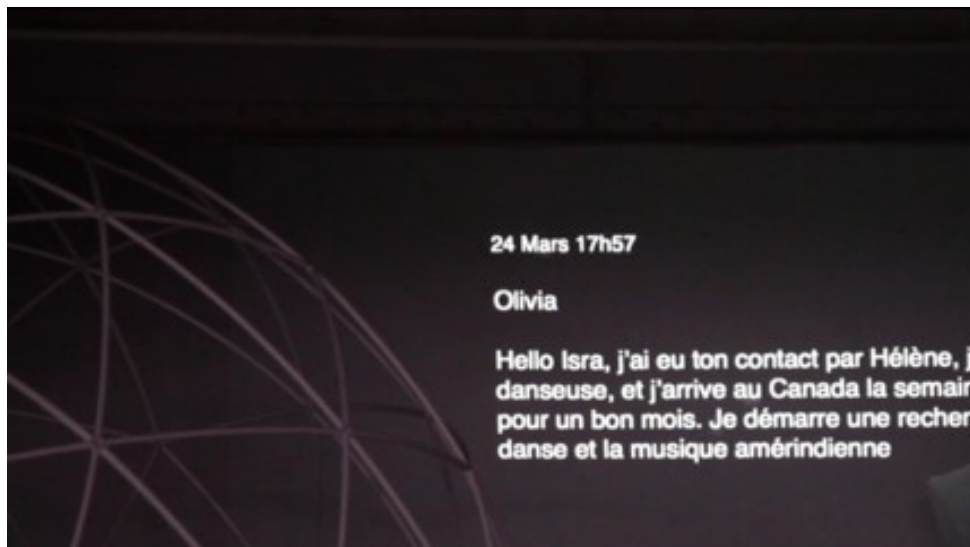 24 Mars 17h57
Olivia
Hello Isra, j'ai eu ton contact par Hélène,
danseuse, et j'arrive au Canada la
pour un bon mois. Je démarre une
danse et la musique amérindienne